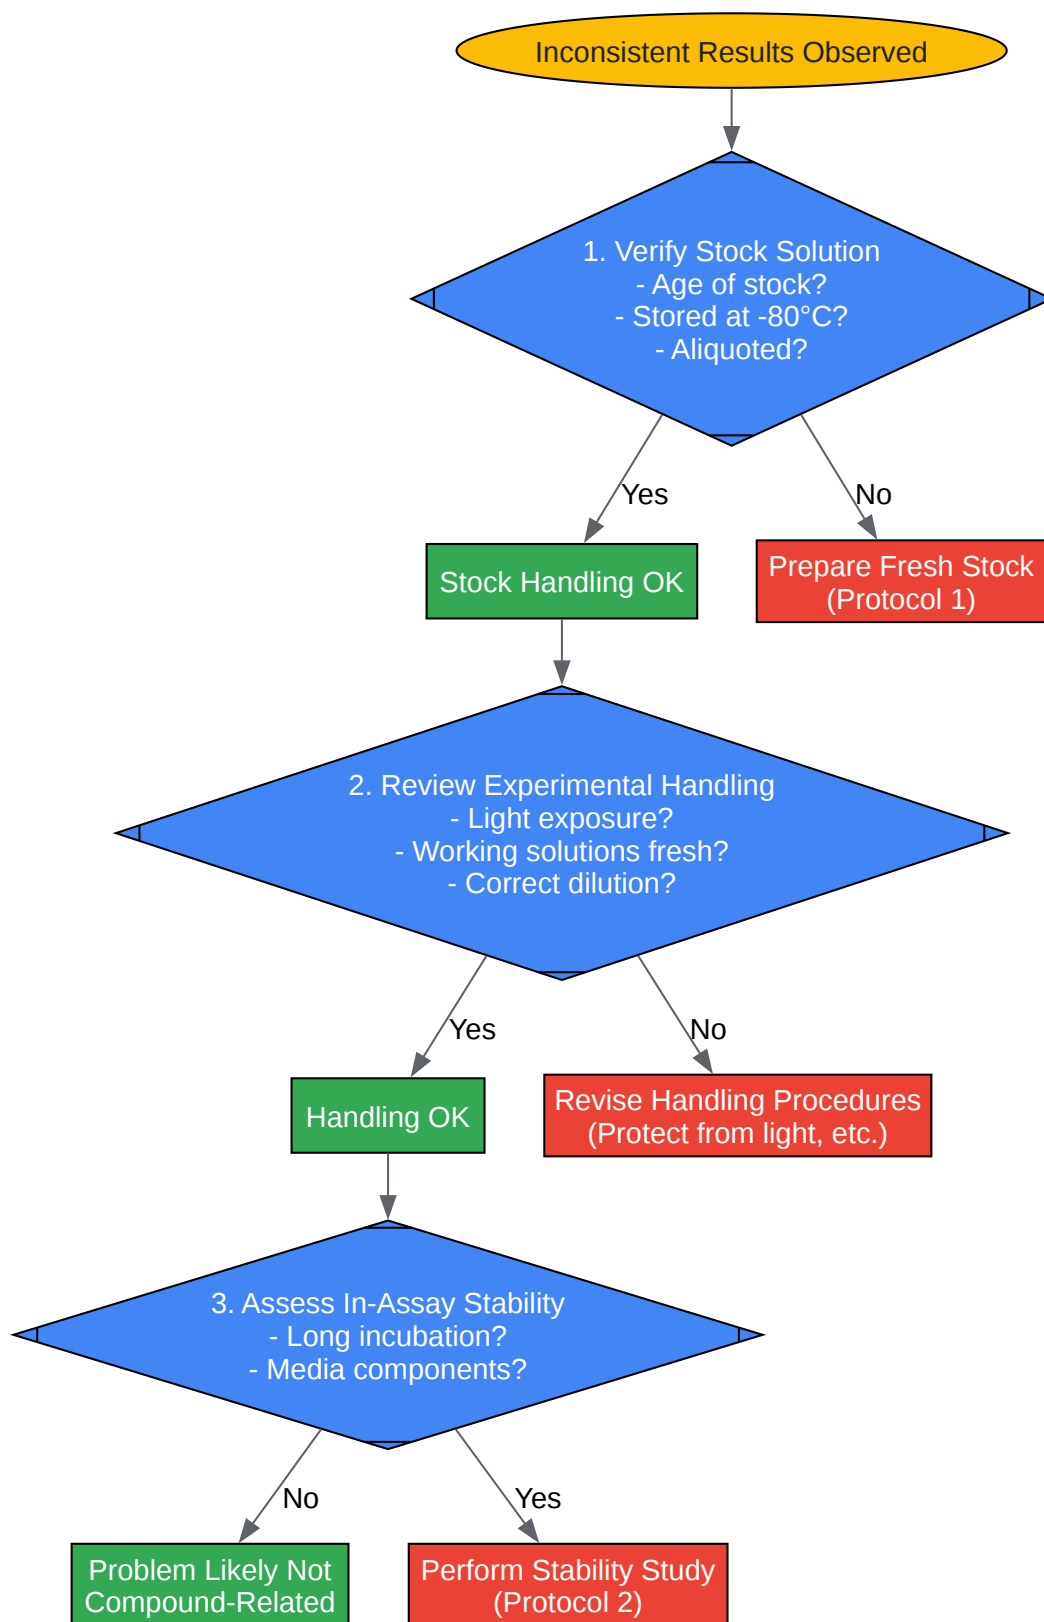 Inconsistent Results Observed
1. Verify Stock Solution
- Age of stock?
- Stored at -80°C?
- Aliquoted?
Yes
No
Stock Handling OK
Prepare Fresh Stock
(Protocol 1)
2. Review Experimental Handling
- Light exposure?
- Working solutions fresh?
- Correct dilution?
Yes
No
Handling OK
Revise Handling Procedures
(Protect from light, etc.)
3. Assess In-Assay Stability
- Long incubation?
- Media components?
No
Yes
Problem Likely Not
Compound-Related
Perform Stability Study
(Protocol 2)